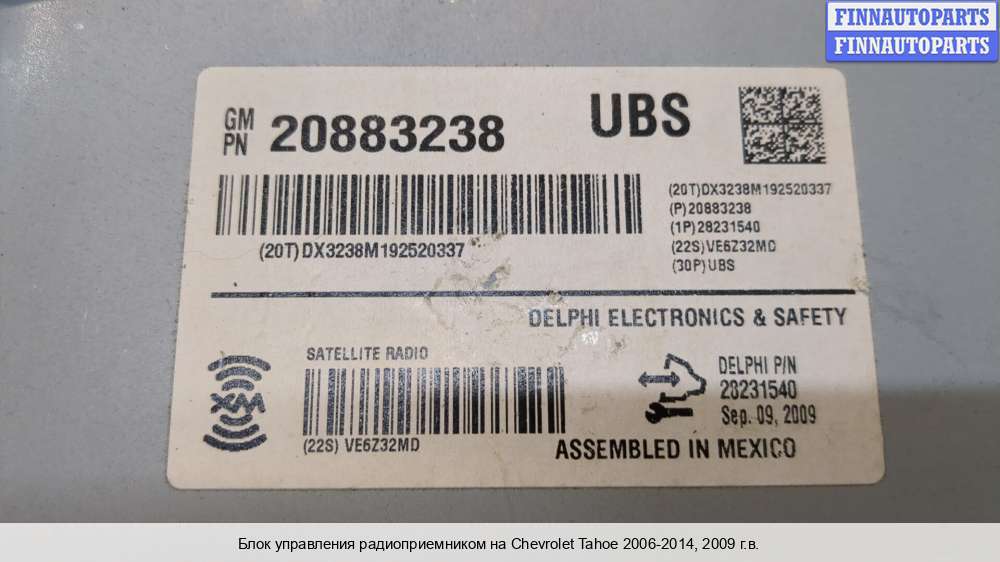 FINNAUTOPARTS
FINNAUTOPARTS
GM PN 20883238 UBS
(20T)DX3238M192520337
(P)20883238
(1P)28231540
(22S)VE6Z32MD
(30P)UBS
(20T)DX3238M192520337
DELPHI ELECTRONICS & SAFETY
SATELLITE RADIO
XM
DELPHI P/N
28231540
Sep. 09, 2009
(22S) VE6Z32MD
ASSEMBLED IN MEXICO
Блок управления радиоприемником на Chevrolet Tahoe 2006-2014, 2009 г.в.